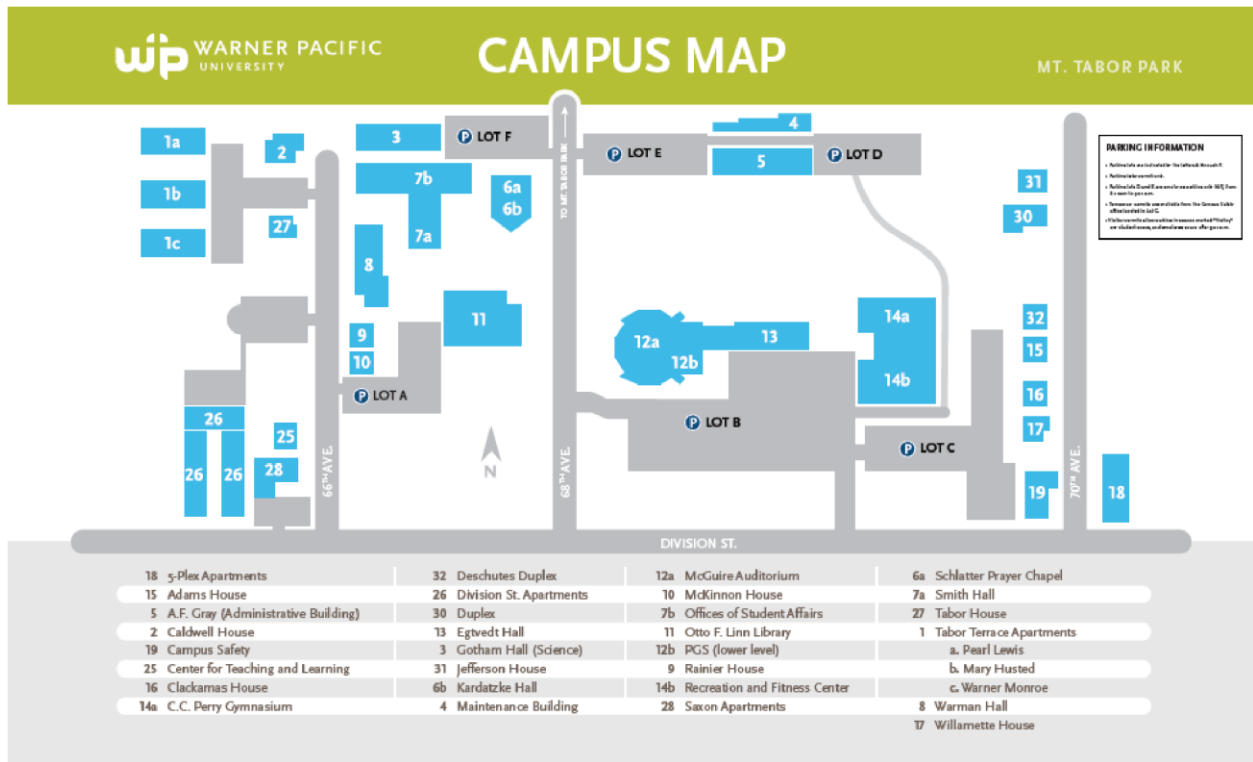 WARNER PACIFIC
UNIVERSITY
CAMPUS MAP
MT. TABOR PARK
1a
2
3
P LOT F
TO MT. TABOR PARK
P LOT E
4
5
P LOT D
PARKING INFORMATION
1b
7b
6a
6b
31
30
27
7a
1c
8
11
9
10
P LOT A
12a
12b
13
14a
14b
32
15
16
17
26
26
26
25
28
66TH AVE.
N
68TH AVE.
P LOT B
P LOT C
19
70TH AVE.
18
DIVISION ST.
18 5-Plex Apartments
15 Adams House
5 A.F. Gray (Administrative Building)
2 Caldwell House
19 Campus Safety
25 Center for Teaching and Learning
16 Clackamas House
14a C.C. Perry Gymnasium
32 Deschutes Duplex
26 Division St. Apartments
30 Duplex
13 Egtvedt Hall
3 Gotham Hall (Science)
31 Jefferson House
6b Kardatzke Hall
4 Maintenance Building
12a McGuire Auditorium
10 McKinnon House
7b Offices of Student Affairs
11 Otto F. Linn Library
12b PGS (lower level)
9 Rainier House
14b Recreation and Fitness Center
28 Saxon Apartments
6a Schlatter Prayer Chapel
7a Smith Hall
27 Tabor House
1 Tabor Terrace Apartments
a. Pearl Lewis
b. Mary Husted
c. Warner Monroe
8 Warman Hall
17 Willamette House